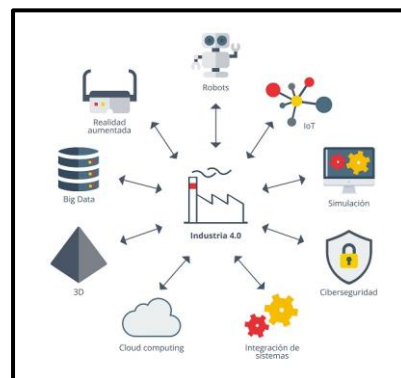 Robots
Realidad
aumentada
IoT
Big Data
Simulación
Industria 4.0
3D
Ciberseguridad
Cloud computing
Integración de
sistemas